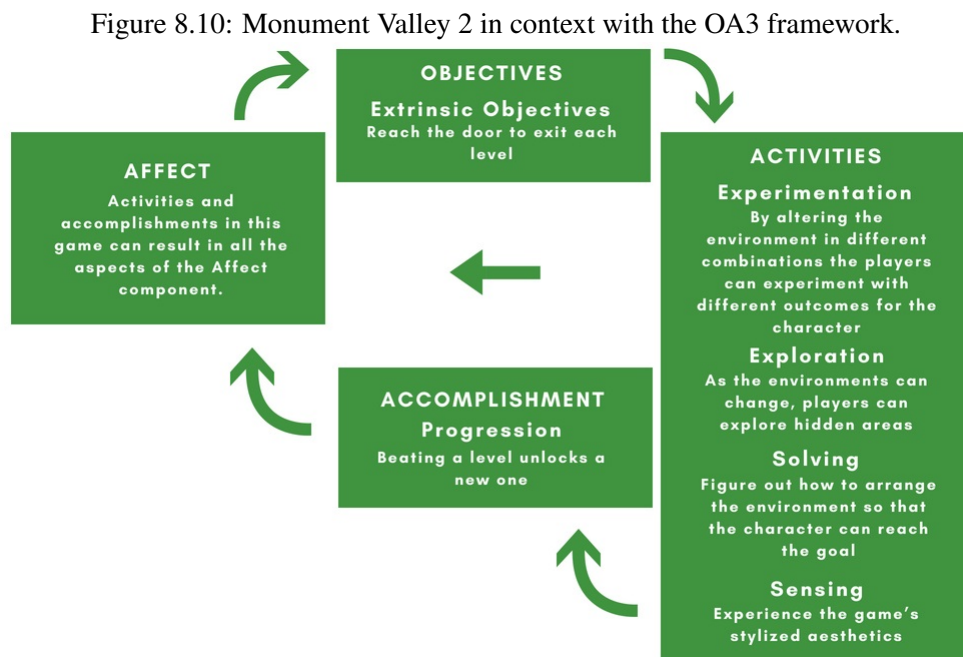 Figure 8.10: Monument Valley 2 in context with the OA3 framework.
OBJECTIVES
Extrinsic Objectives
Reach the door to exit each
level
ACTIVITIES
Experimentation
By altering the
environment in different
combinations the players
can experiment with
different outcomes for the
character
Exploration
As the environments can
change, players can
explore hidden areas
Solving
Figure out how to arrange
the environment so that
the character can reach
the goal
Sensing
Experience the game's
stylized aesthetics
ACCOMPLISHMENT
Progression
Beating a level unlocks a
new one
AFFECT
Activities and
accomplishments in this
game can result in all the
aspects of the Affect
component.